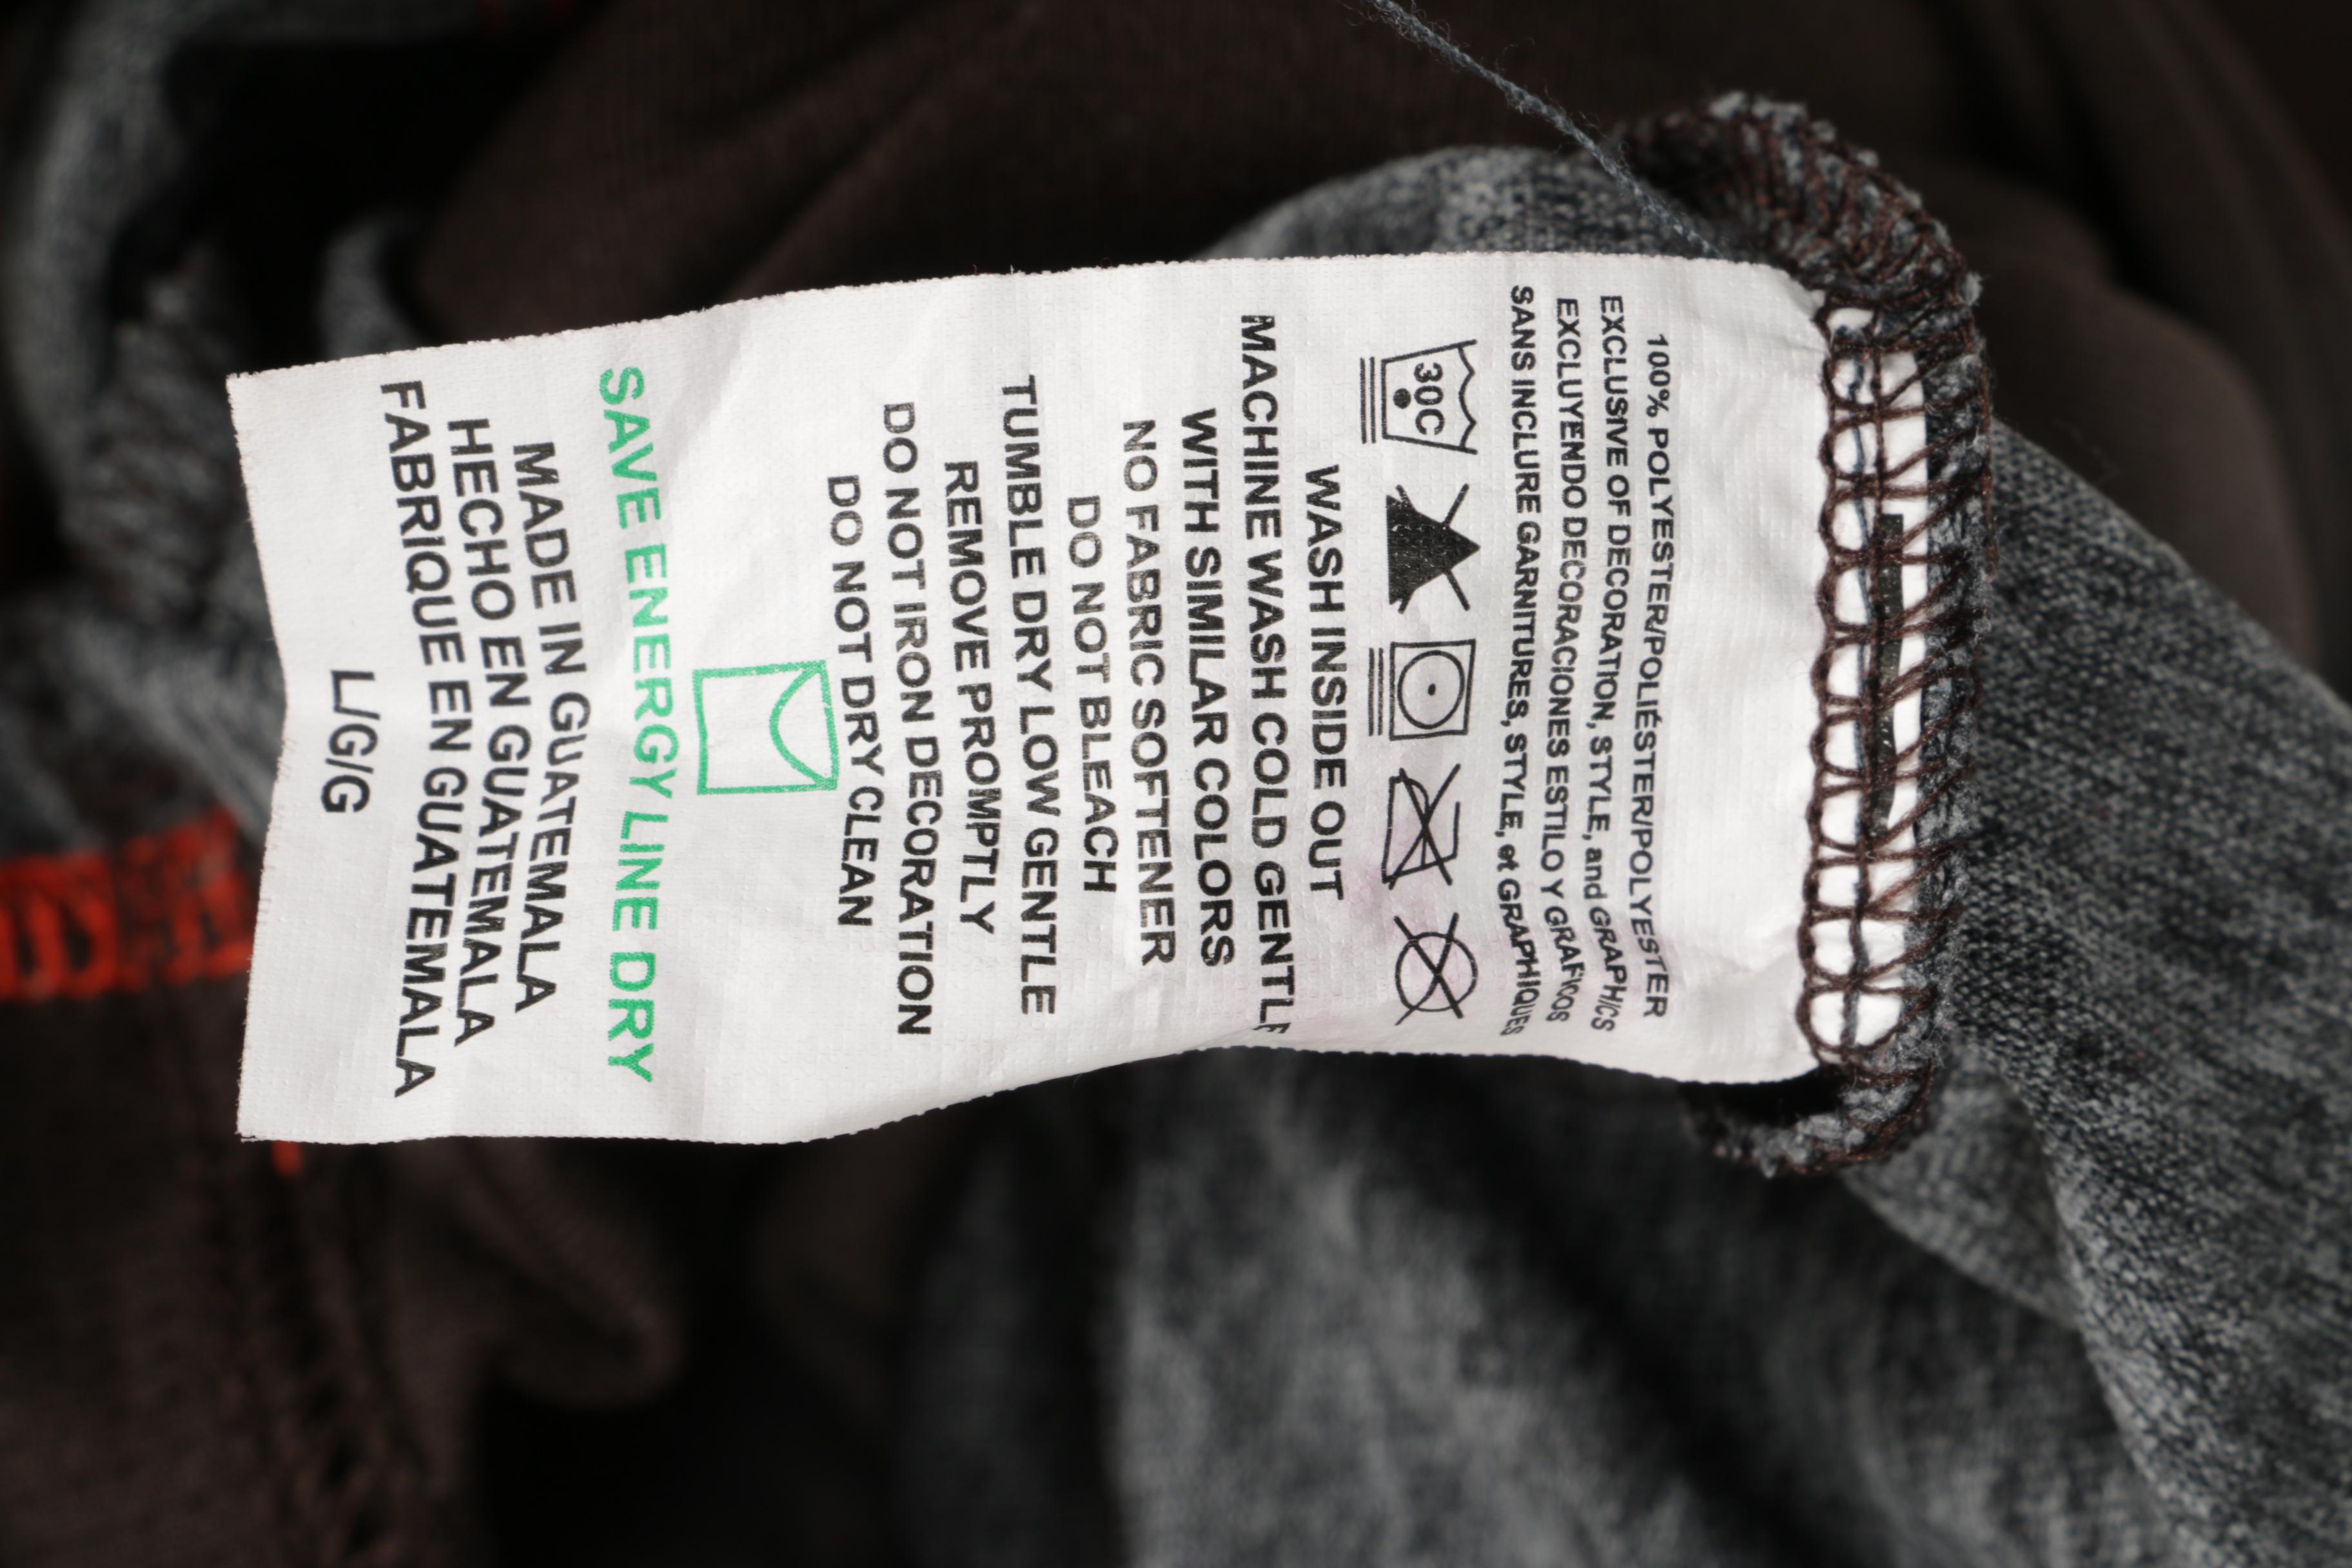 100% POLYESTER/POLIÉSTER/POLYESTER
EXCLUSIVE OF DECORATION, STYLE, and GRAPHICS
EXCLUYENDO DECORACIONES ESTILO Y GRAFICOS
SANS INCLURE GARNITURES, STYLE, et GRAPHIQUES
30C
WASH INSIDE OUT
MACHINE WASH COLD GENTLE
WITH SIMILAR COLORS
NO FABRIC SOFTENER
DO NOT BLEACH
TUMBLE DRY LOW GENTLE
REMOVE PROMPTLY
DO NOT IRON DECORATION
DO NOT DRY CLEAN
SAVE ENERGY LINE DRY
MADE IN GUATEMALA
HECHO EN GUATEMALA
FABRIQUE EN GUATEMALA
L/G/G